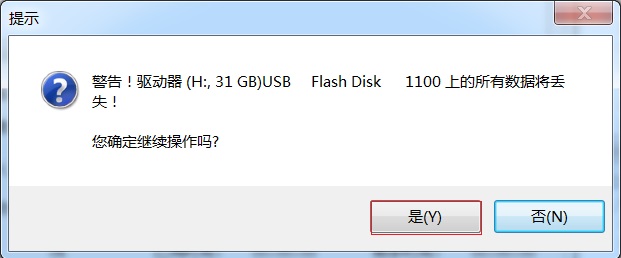 提示
警告！驱动器 (H:, 31 GB)USB    Flash Disk     1100 上的所有数据将丢
失！
您确定继续操作吗?
是(Y)
否(N)